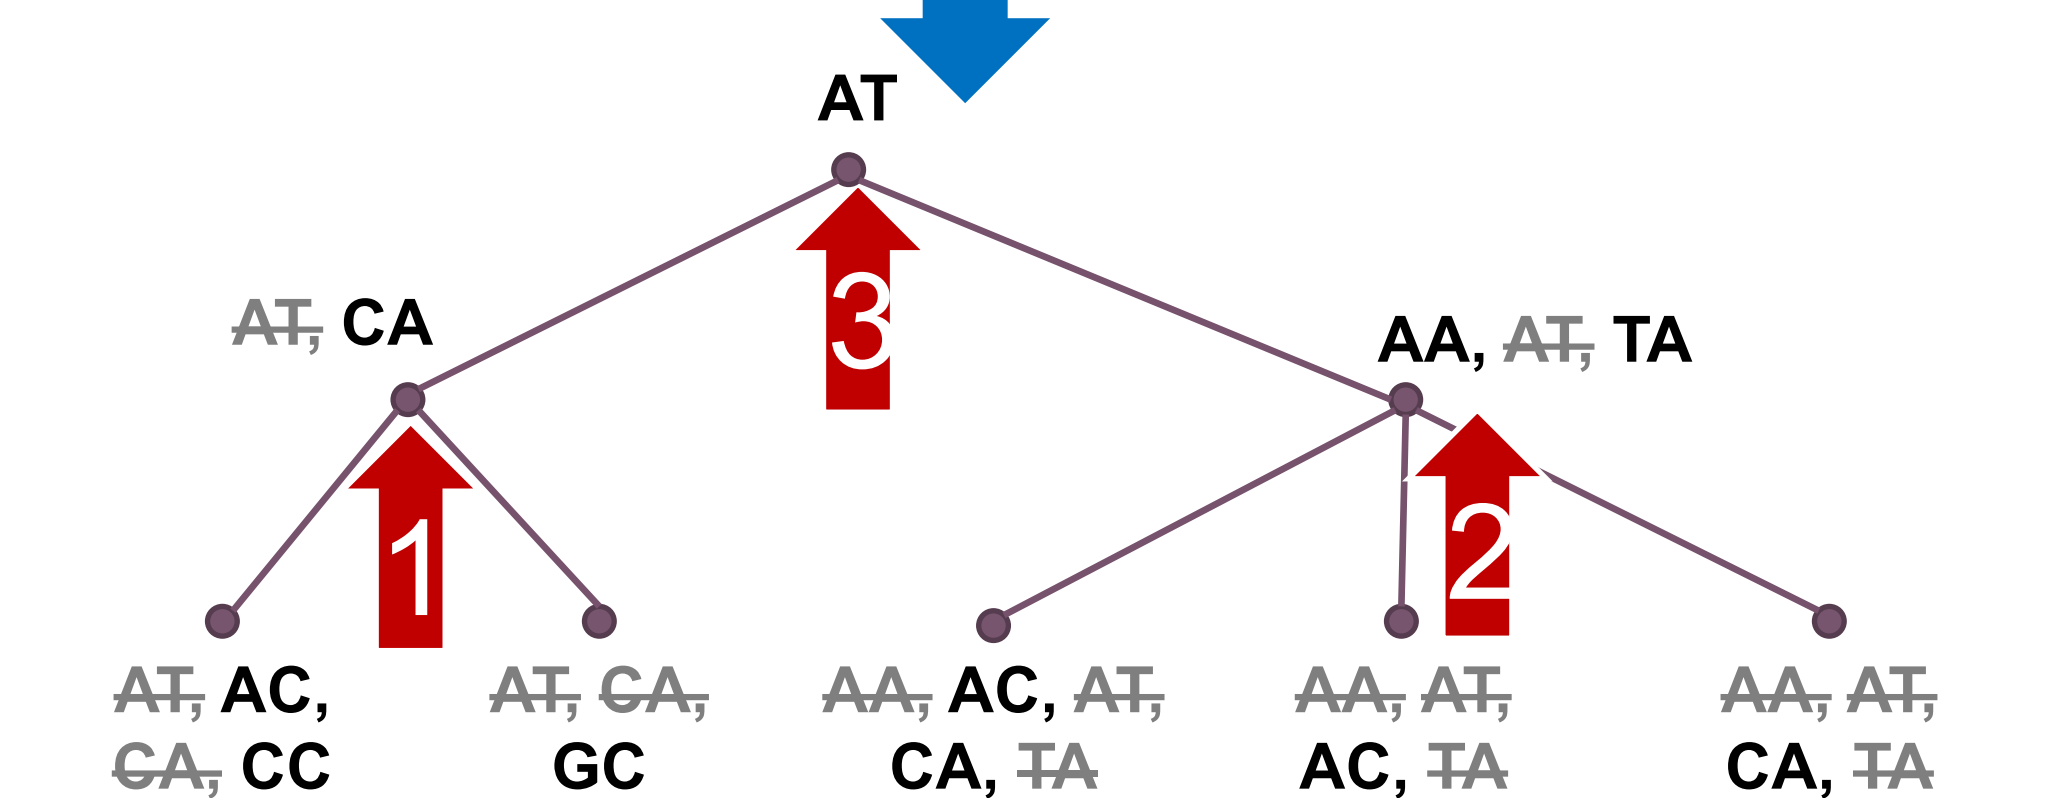 AT
3
AT, CA
AA, AT, TA
1
2
AT, AC,
CA, CC
AT, CA,
GC
AA, AC, AT,
CA, TA
AA, AT,
AC, TA
AA, AT,
CA, TA